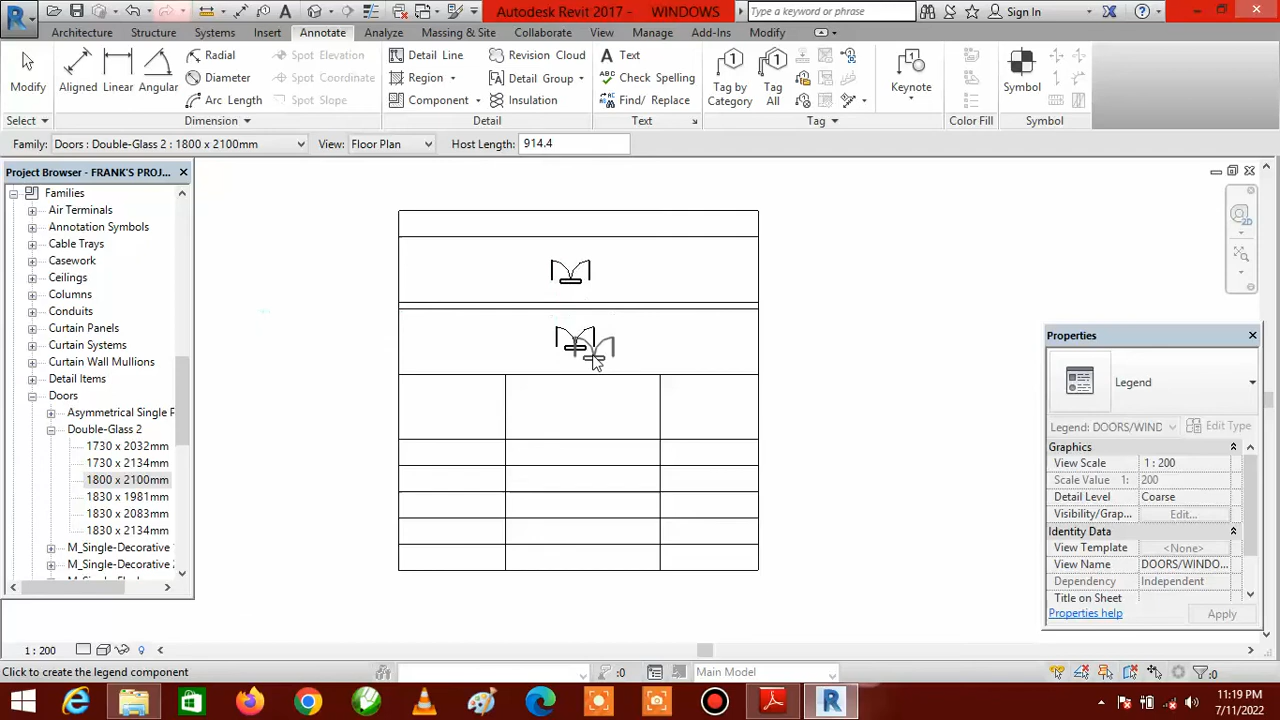 Autodesk Revit 2017 - WINDOWS
Type a keyword or phrase
Sign In
Architecture Structure Systems Insert Annotate Analyze Massing & Site Collaborate View Manage Add-Ins Modify
Modify
Aligned
Linear
Angular
Radial
Diameter
Arc Length
Spot Elevation
Spot Coordinate
Spot Slope
Detail Line
Region
Component
Revision Cloud
Detail Group
Insulation
Text
ABC Check Spelling
Find/ Replace
Tag by Category
Tag All
Keyname
Symbol
Select
Dimension
Detail
Text
Tag
Color Fill
Symbol
Family: Doors : Double-Glass 2 : 1800 x 2100mm View: Floor Plan Host Length: 914.4
Project Browser - FRANK'S PROJ...
Families
Air Terminals
Annotation Symbols
Cable Trays
Casework
Ceilings
Columns
Conduits
Curtain Panels
Curtain Systems
Curtain Wall Mullions
Detail Items
Doors
Asymmetrical Single P
Double-Glass 2
1730 x 2032mm
1730 x 2134mm
1800 x 2100mm
1830 x 1981mm
1830 x 2083mm
1830 x 2134mm
M_Single-Decorative
M_Single-Decorative
Properties
Legend
Legend: DOORS/WIND
Edit Type
Graphics
View Scale 1 : 200
Scale Value 1: 200
Detail Level Coarse
Visibility/Grap... Edit...
Identity Data
View Template <None>
View Name DOORS/WINDO...
Dependency Independent
Title on Sheet
Properties help
Apply
1 : 200
Click to create the legend component
:0
Main Model
:0
11:19 PM
7/11/2022